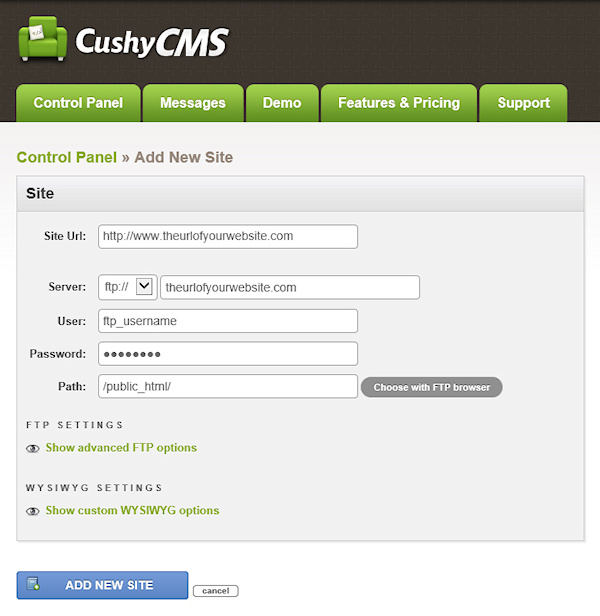 CushyCMS
Control Panel Messages Demo Features & Pricing Support
Control Panel » Add New Site
Site
Site Url: http://www.theurlofyourwebsite.com
Server: ftp:// theurlofyourwebsite.com
User: ftp_username
Password: ●●●●●●●●
Path: /public_html/ Choose with FTP browser
FTP SETTINGS
Show advanced FTP options
WYSIWYG SETTINGS
Show custom WYSIWYG options
ADD NEW SITE cancel